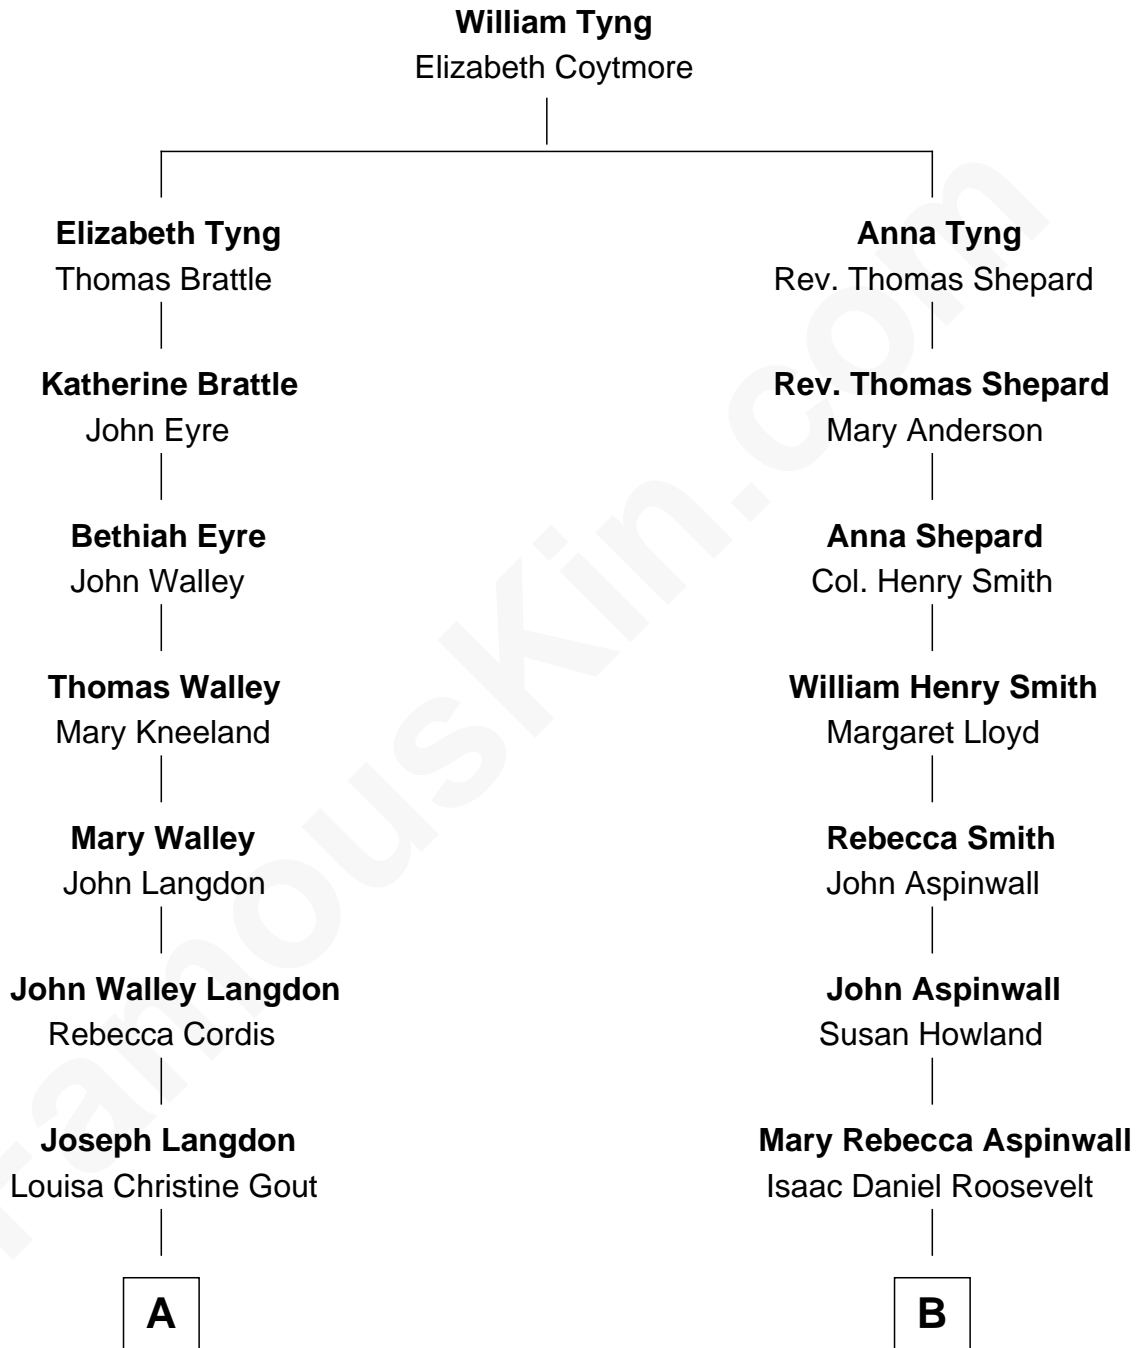 William Tyng
Elizabeth Coytmore
Elizabeth Tyng
Thomas Brattle
Anna Tyng
Rev. Thomas Shepard
Katherine Brattle
John Eyre
Rev. Thomas Shepard
Mary Anderson
Bethiah Eyre
John Walley
Anna Shepard
Col. Henry Smith
Thomas Walley
Mary Kneeland
William Henry Smith
Margaret Lloyd
Mary Walley
John Langdon
Rebecca Smith
John Aspinwall
John Walley Langdon
Rebecca Cordis
John Aspinwall
Susan Howland
Joseph Langdon
Louisa Christine Gout
Mary Rebecca Aspinwall
Isaac Daniel Roosevelt
A
B
FamousKin.com